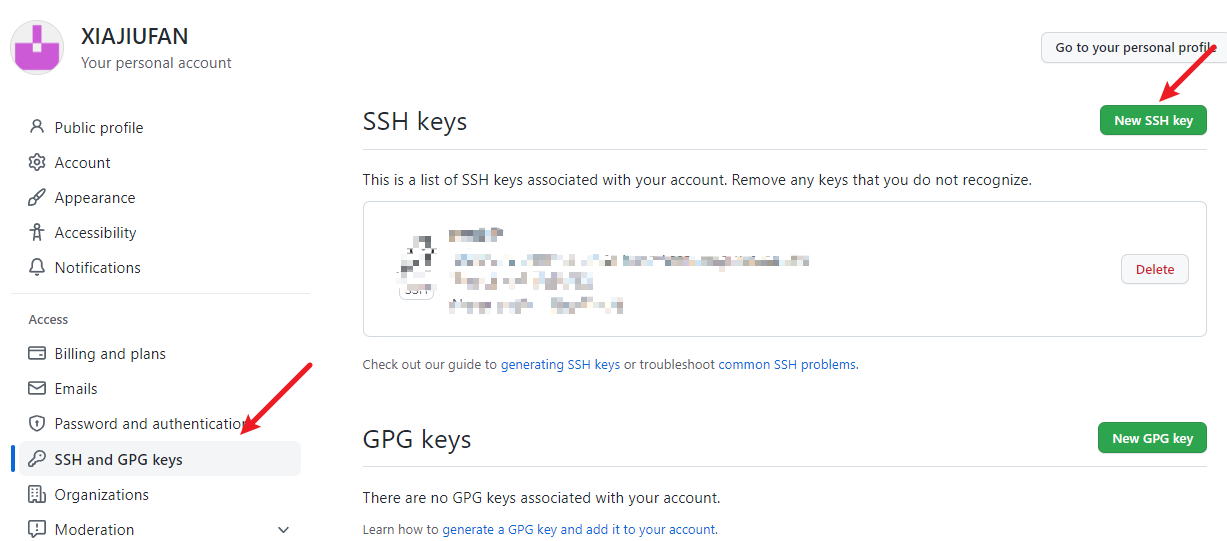 XIAJIUFAN
Your personal account
Go to your personal profile
Public profile
Account
Appearance
Accessibility
Notifications
Access
Billing and plans
Emails
Password and authentication
SSH and GPG keys
Organizations
Moderation
SSH keys
New SSH key
This is a list of SSH keys associated with your account. Remove any keys that you do not recognize.
SSH
Delete
Check out our guide to generating SSH keys or troubleshoot common SSH problems.
GPG keys
New GPG key
There are no GPG keys associated with your account.
Learn how to generate a GPG key and add it to your account.